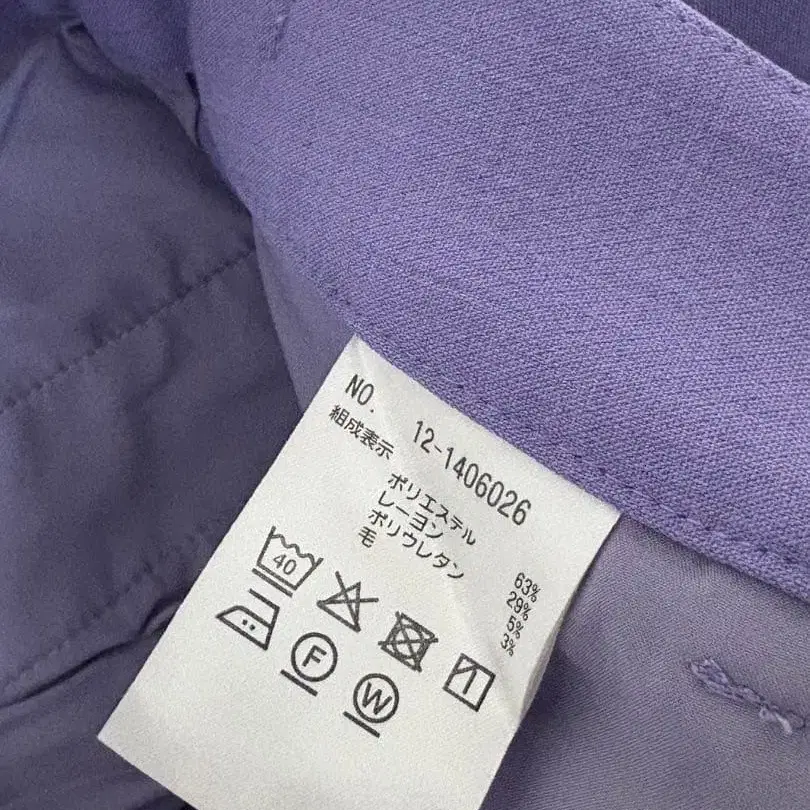 NO. 12-1406026
組成表示
ポリエステル 63%
レーヨン 29%
ポリウレタン 5%
毛 3%
40
F
W